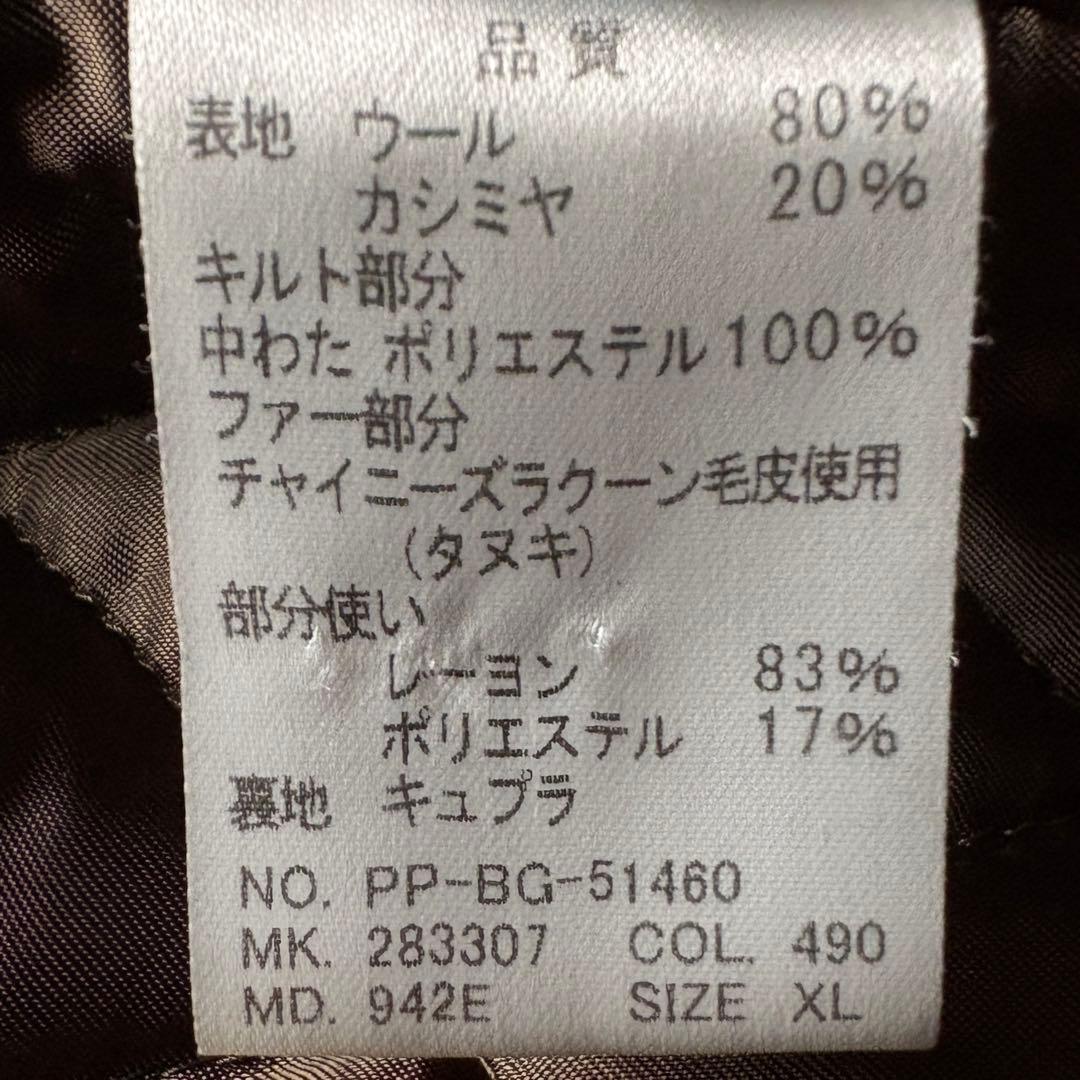 品質
表地 ウール 80%
カシミヤ 20%
キルト部分
中わた ポリエステル 100%
ファー部分
チャイニーズラクーン毛皮使用
(タヌキ)
部分使い
レーヨン 83%
ポリエステル 17%
裏地 キュプラ
NO. PP-BG-51460
MK. 283307 COL. 490
MD. 942E SIZE XL